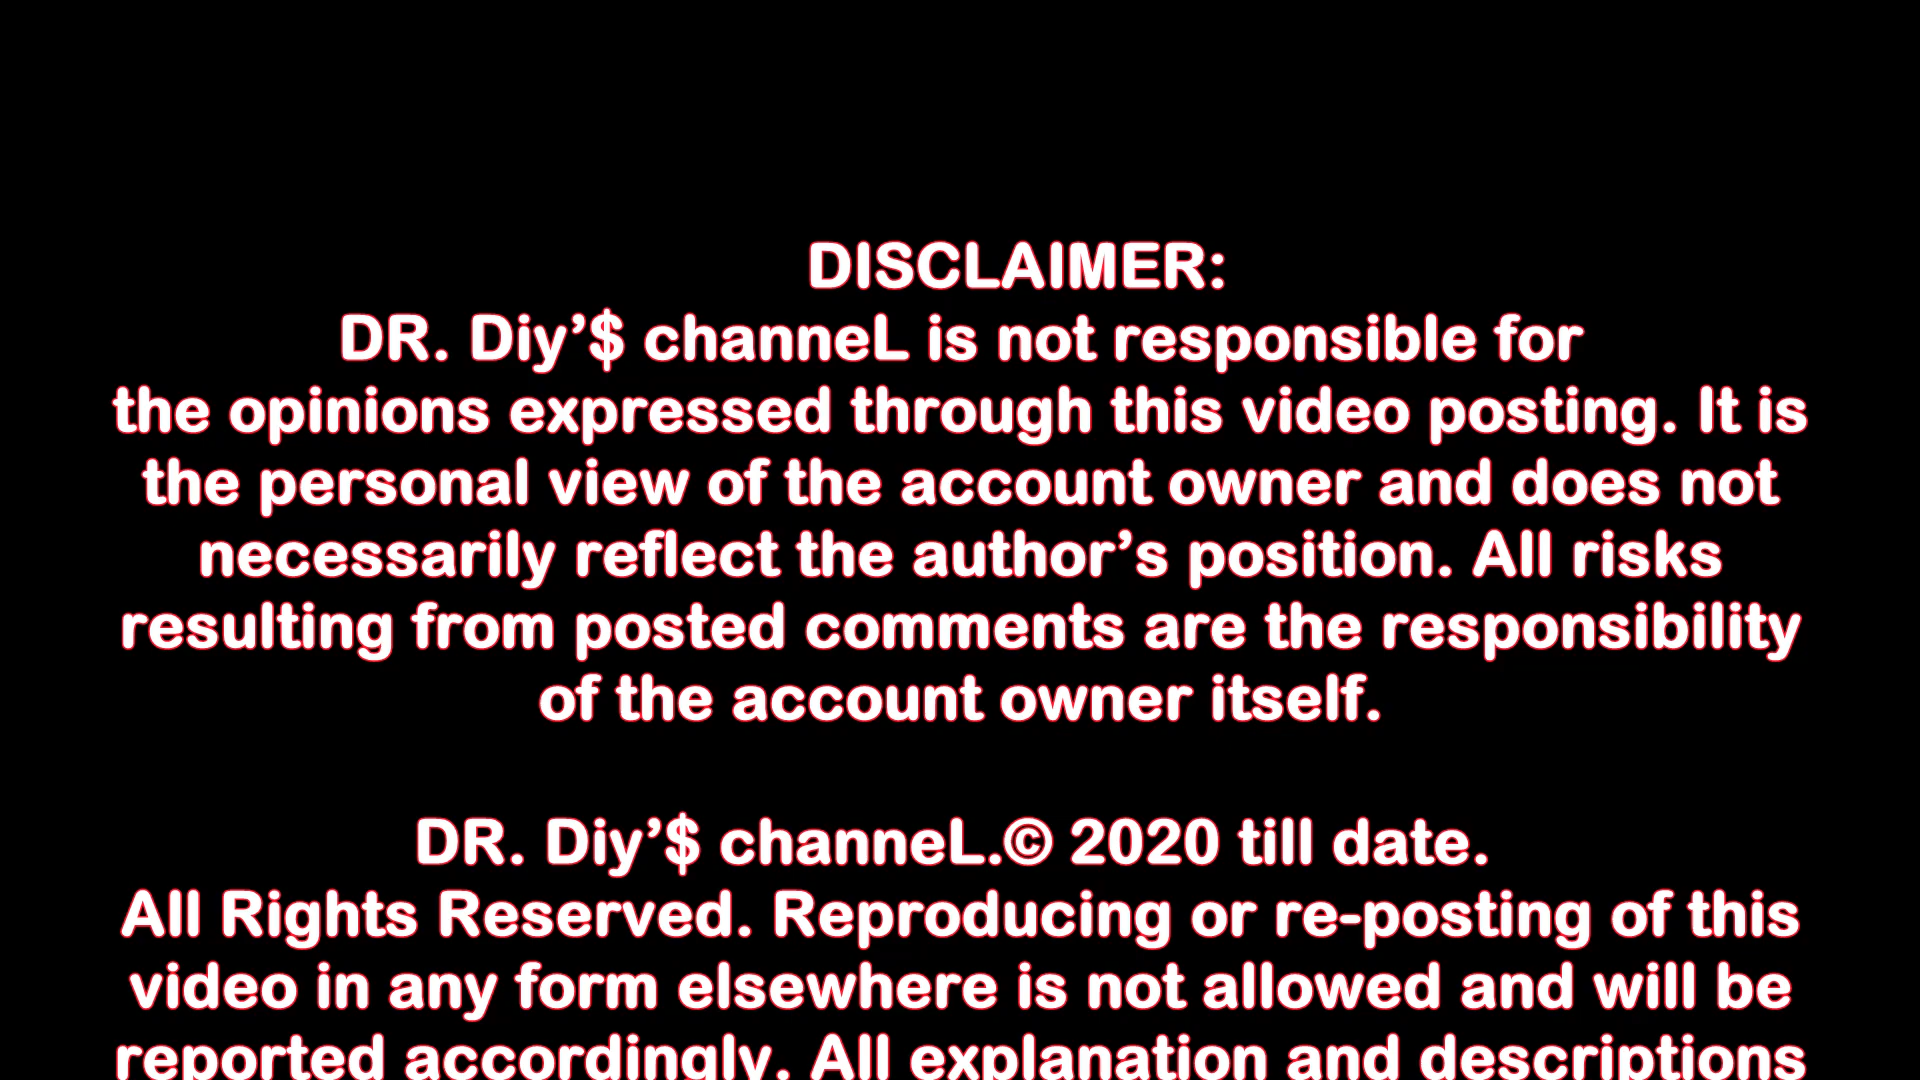 DISCLAIMER:
DR. Diy’$ channeL is not responsible for
the opinions expressed through this video posting. It is
the personal view of the account owner and does not
necessarily reflect the author’s position. All risks
resulting from posted comments are the responsibility
of the account owner itself.
DR. Diy’$ channeL.© 2020 till date.
All Rights Reserved. Reproducing or re-posting of this
video in any form elsewhere is not allowed and will be
reported accordingly. All explanation and descriptions